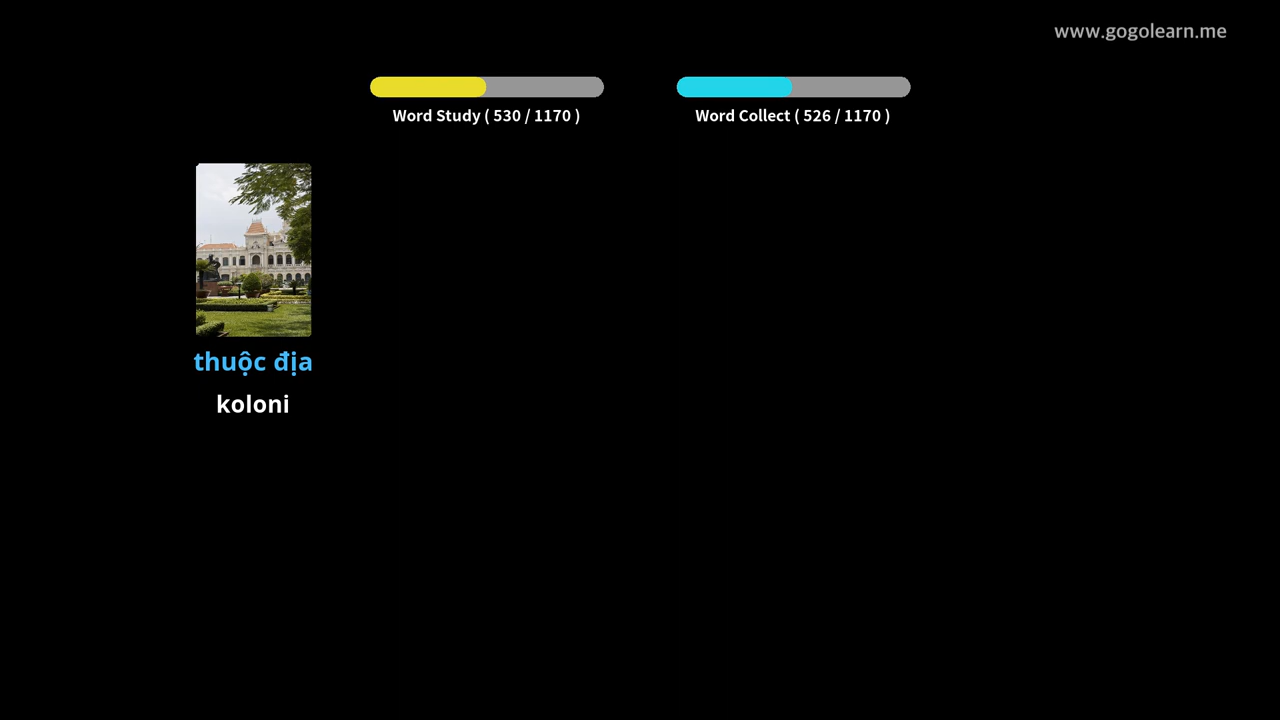 www.gogolearn.me
Word Study ( 530 / 1170 )
Word Collect ( 526 / 1170 )
thuộc địa
koloni